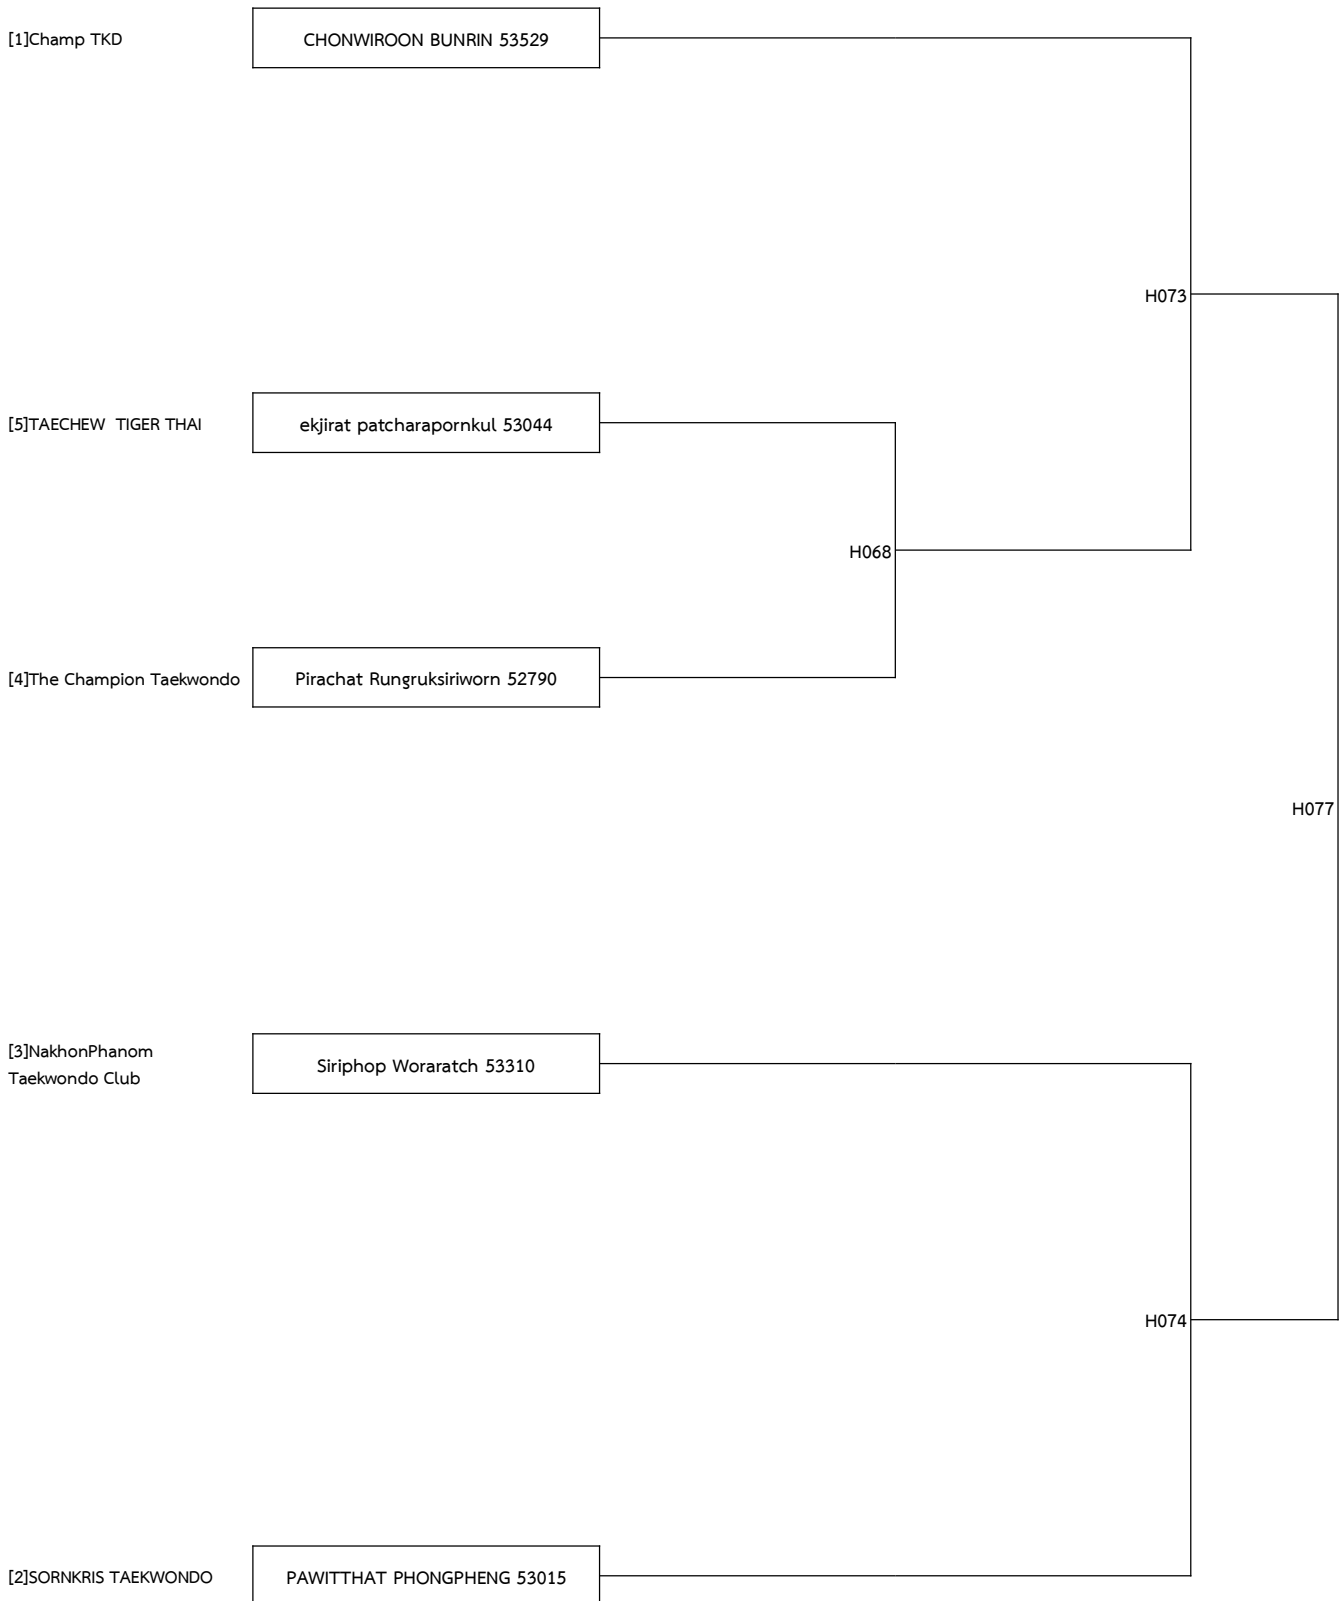 [1]Champ TKD
CHONWIROON BUNRIN 53529
H073
[5]TAECHEW  TIGER THAI
ekjirat patcharapornkul 53044
H068
[4]The Champion Taekwondo
Pirachat Rungruksiriworn 52790
H077
[3]NakhonPhanom
Taekwondo Club
Siriphop Woraratch 53310
H074
[2]SORNKRIS TAEKWONDO
PAWITTHAT PHONGPHENG 53015